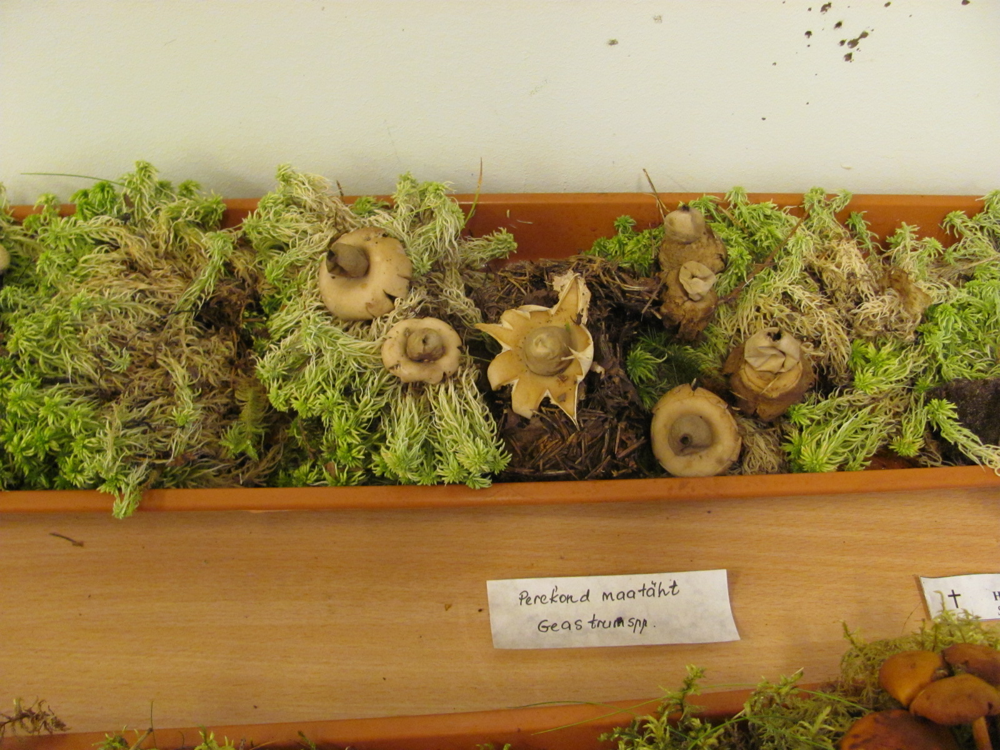 Perekond maatäht
Geastrum spp.
†